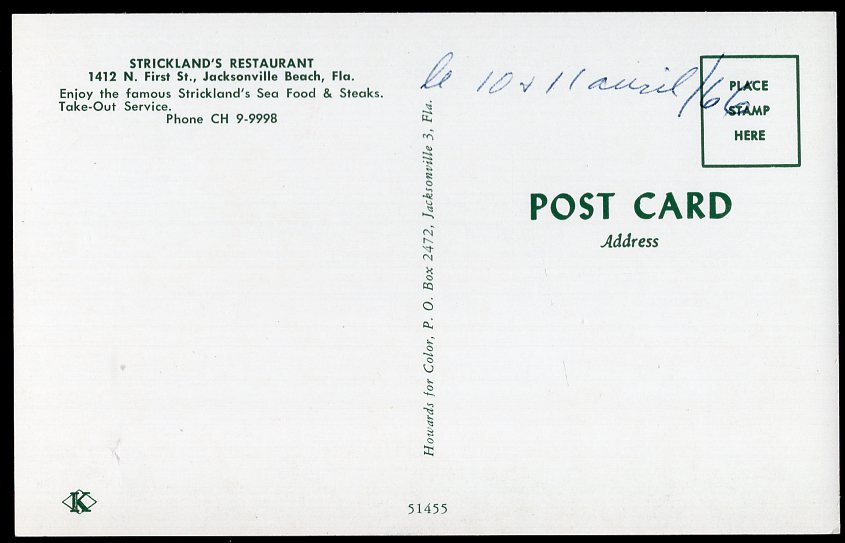 STRICKLAND'S RESTAURANT
1412 N. First St., Jacksonville Beach, Fla.
Enjoy the famous Strickland's Sea Food & Steaks.
Take-Out Service.
Phone CH 9-9998
K
Howards for Color, P. O. Box 2472, Jacksonville 3, Fla.
51455
le 10 & 11 avril/66
PLACE
STAMP
HERE
POST CARD
Address